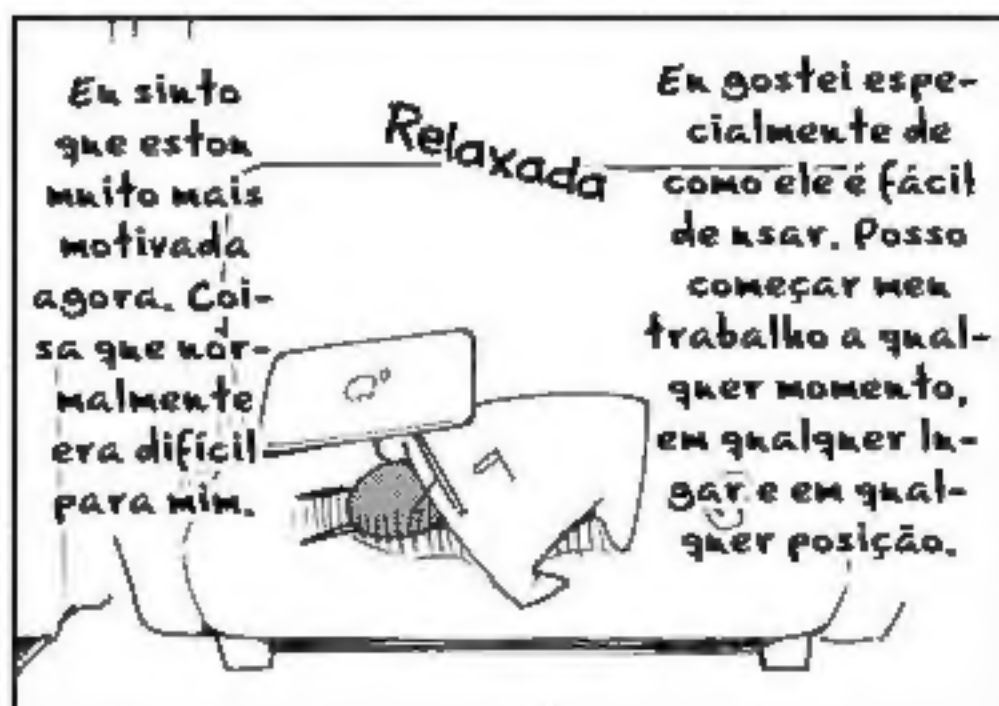 Eu gostei espe-
cialmente de
como ele é fácil
de usar. Posso
começar meu
trabalho a qual-
quer momento,
em qualquer lu-
gar e em qual-
quer posição.
Relaxada
Eu sinto
que estou
muito mais
motivada
agora. Coi-
sa que nor-
malmente
era difícil
para mim.